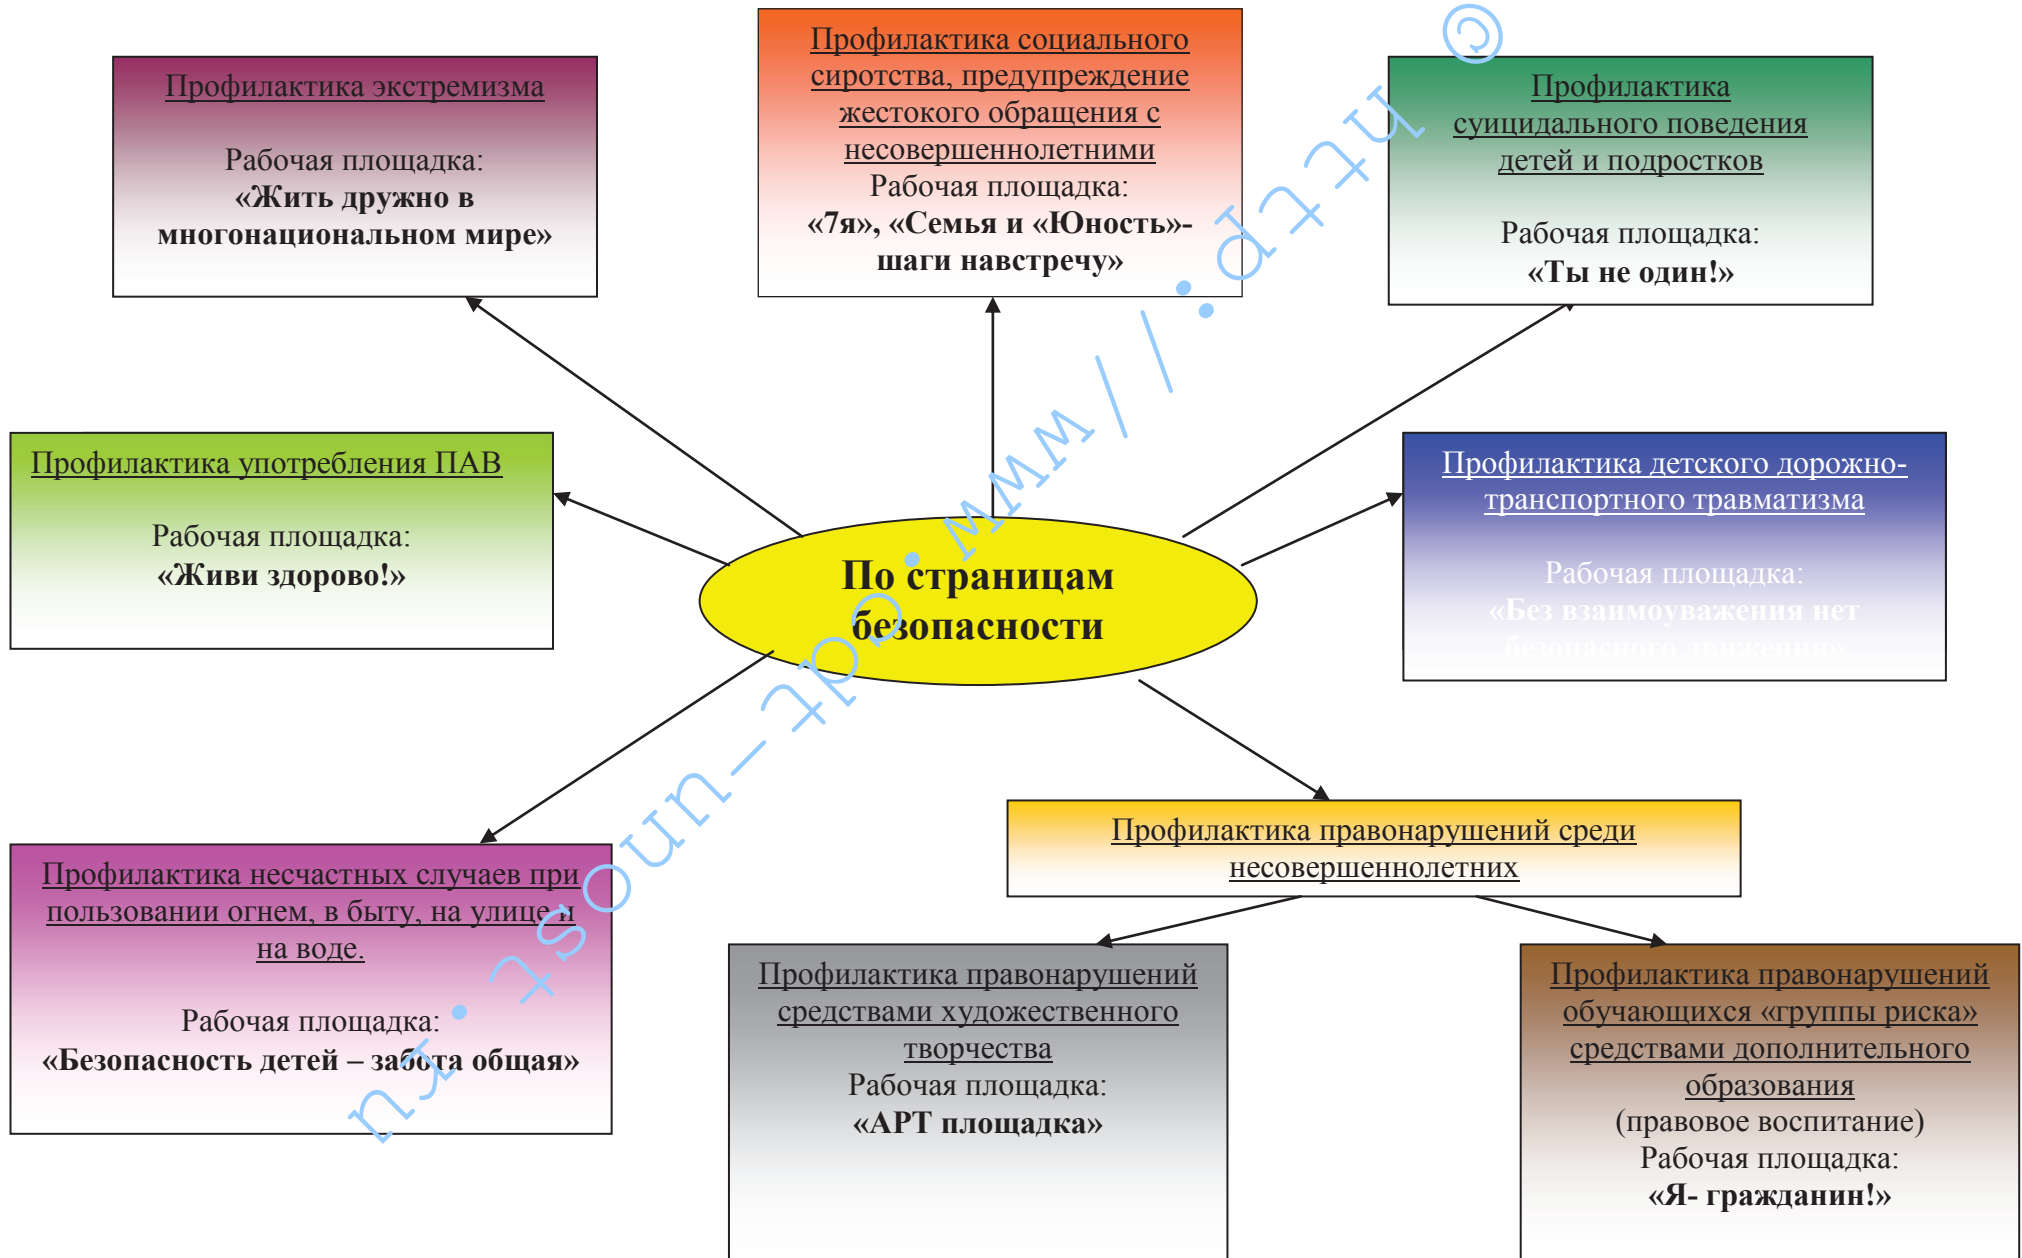 Профилактика экстремизма
Рабочая площадка:
«Жить дружно в
многонациональном мире»
Профилактика социального
сиротства, предупреждение
жестокого обращения с
несовершеннолетними
Рабочая площадка:
«7я», «Семья и «Юность»-
шаги навстречу»
Профилактика
суицидального поведения
детей и подростков
Рабочая площадка:
«Ты не один!»
Профилактика употребления ПАВ
Рабочая площадка:
«Живи здорово!»
По страницам
безопасности
Профилактика детского дорожно-
транспортного травматизма
Рабочая площадка:
«Без взаимоуважения нет
безопасного движения»
Профилактика несчастных случаев при
пользовании огнем, в быту, на улице и
на воде.
Рабочая площадка:
«Безопасность детей – забота общая»
Профилактика правонарушений среди
несовершеннолетних
Профилактика правонарушений
средствами художественного
творчества
Рабочая площадка:
«АРТ площадка»
Профилактика правонарушений
обучающихся «группы риска»
средствами дополнительного
образования
(правовое воспитание)
Рабочая площадка:
«Я- гражданин!»
© http://www.cdt-unost.ru